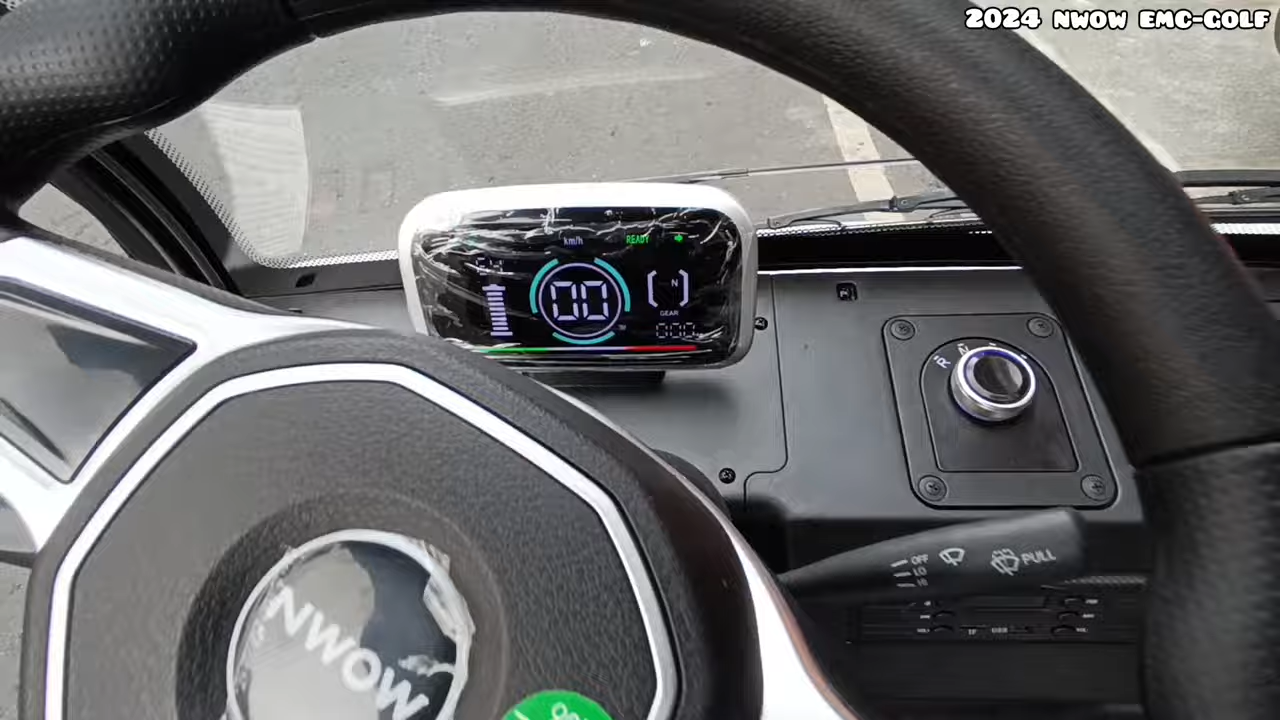 2024 NWOW EMC-GOLF
km/h
READY
00
N
GEAR
000
R N
OFF
LO
HI
PULL
NWOW